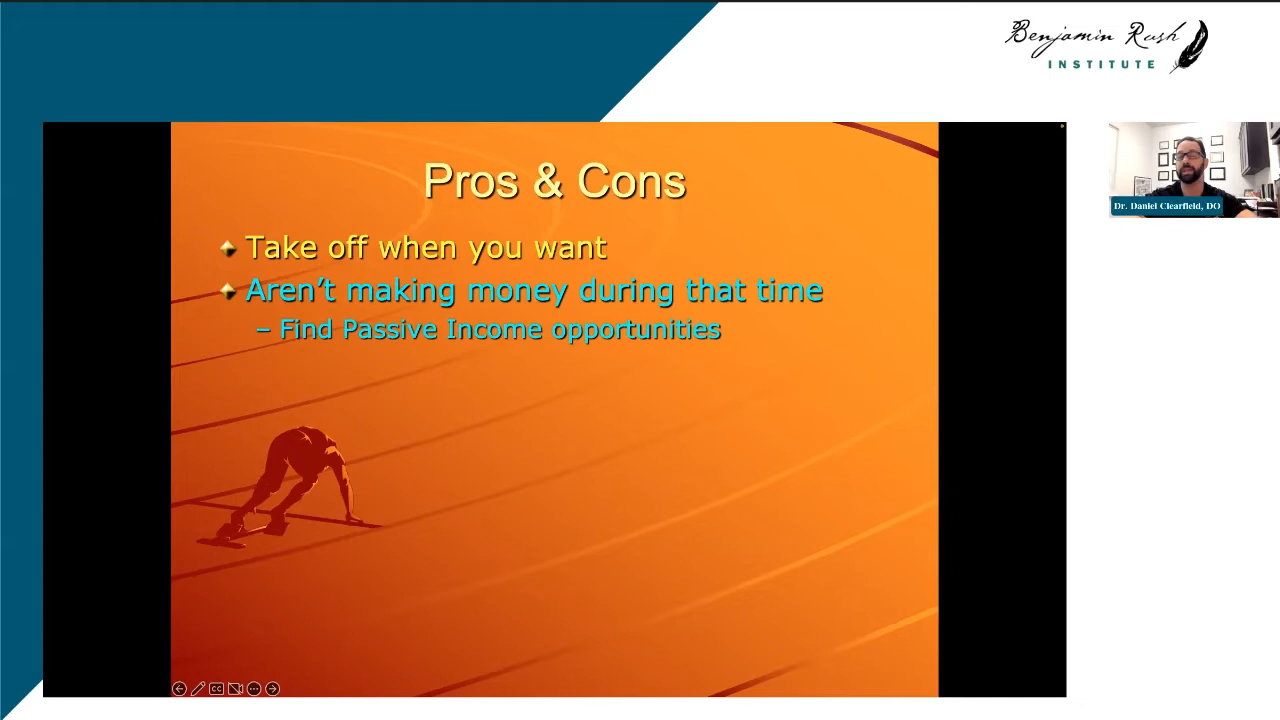 Benjamin Rush
INSTITUTE
Pros & Cons
Take off when you want
Aren't making money during that time
– Find Passive Income opportunities
Dr. Daniel Clearfield, DO
CC